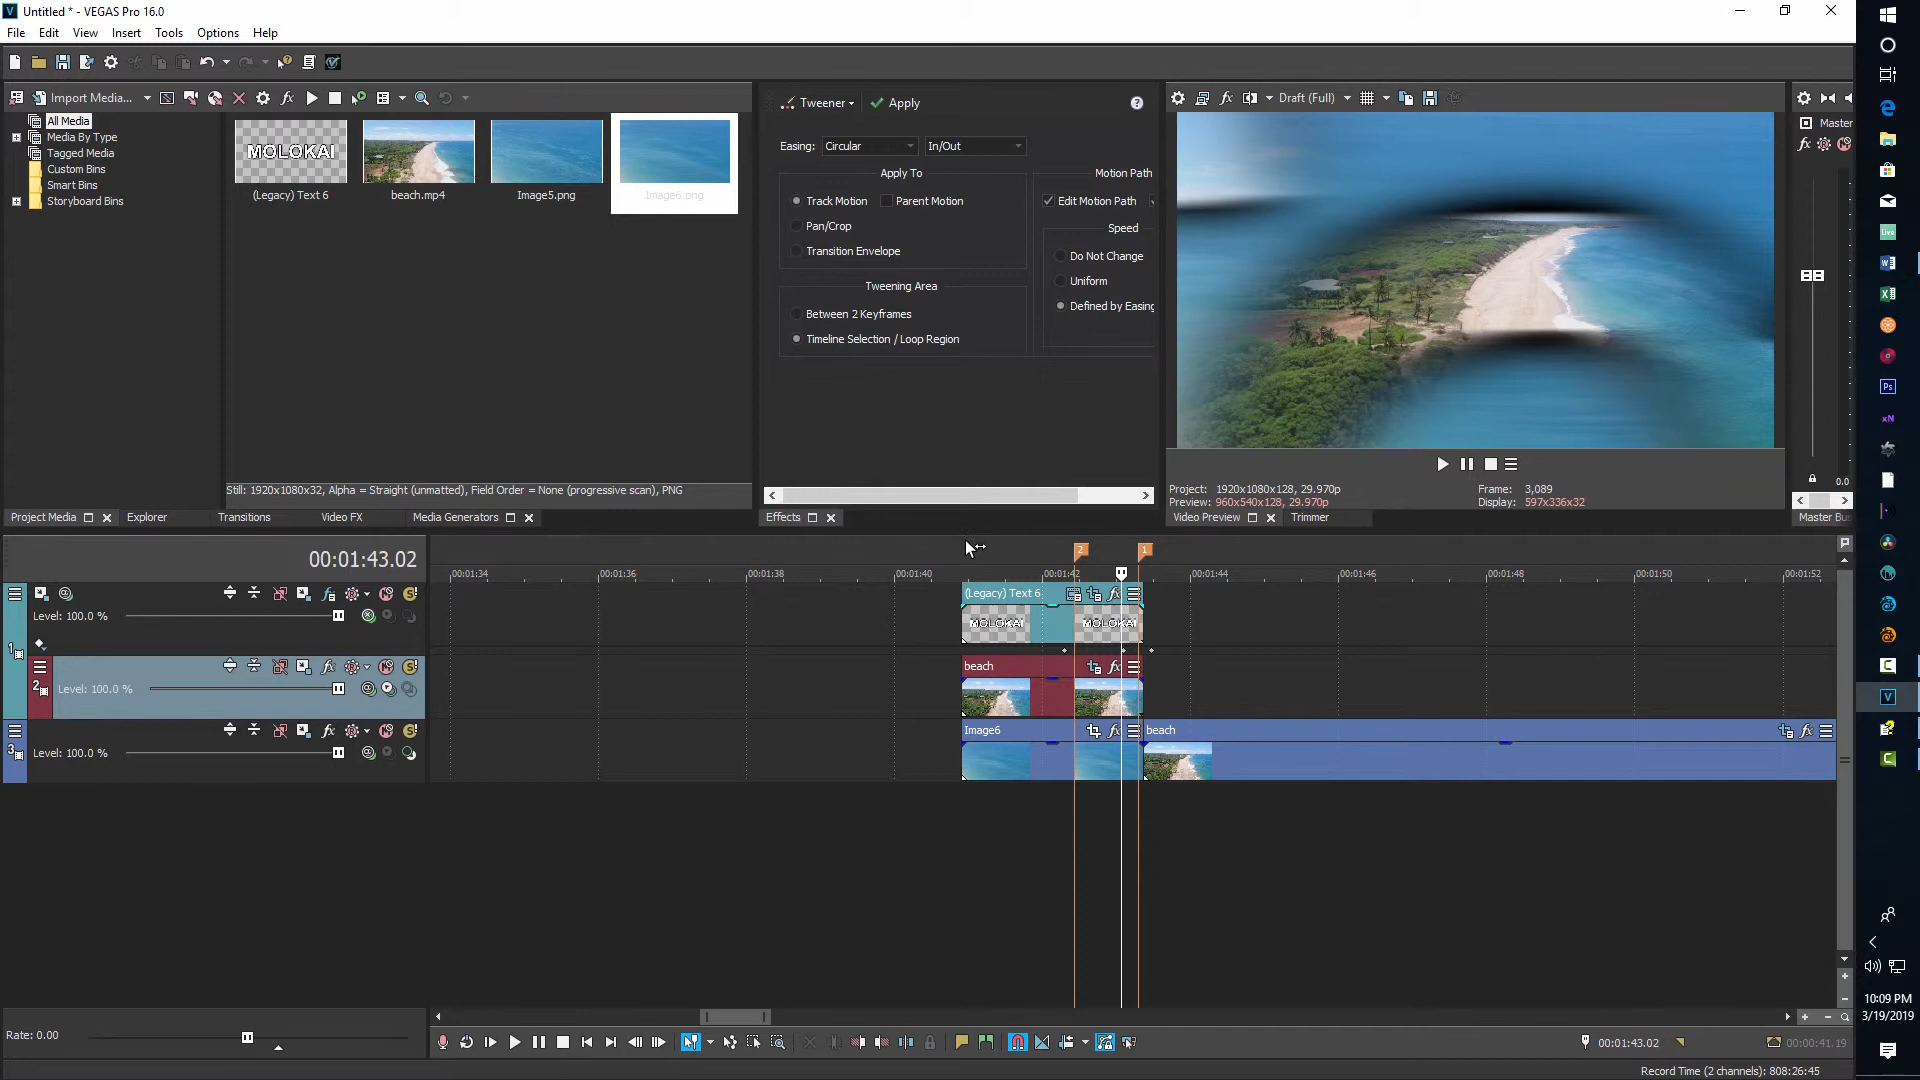 Untitled * - VEGAS Pro 16.0
File Edit View Insert Tools Options Help
Import Media...
All Media
Media By Type
Tagged Media
Custom Bins
Smart Bins
Storyboard Bins
MOLOKAI
(Legacy) Text 6 beach.mp4 Image5.png Image6.png
Still: 1920x1080x32, Alpha = Straight (unmatted), Field Order = None (progressive scan), PNG
Project Media Explorer Transitions Video FX Media Generators
Tweener Apply
Easing: Circular In/Out
Apply To
Track Motion Parent Motion
Pan/Crop
Transition Envelope
Tweening Area
Between 2 Keyframes
Timeline Selection / Loop Region
Motion Path
Edit Motion Path
Speed
Do Not Change
Uniform
Defined by Easing
Effects
Draft (Full)
Project: 1920x1080x128, 29.970p
Preview: 960x540x128, 29.970p
Frame: 3,089
Display: 597x336x32
Video Preview Trimmer
Master
0.0
Master Bus
00:01:43.02
2 1
00:01:34 00:01:36 00:01:38 00:01:40 00:01:42 00:01:44 00:01:46 00:01:48 00:01:50 00:01:52
1
Level: 100.0 %
(Legacy) Text 6
MOLOKAI MOLOKAI
2
Level: 100.0 %
beach
3
Level: 100.0 %
Image6 beach
Rate: 0.00
00:01:43.02 00:00:41.19
Record Time (2 channels): 808:26:45
Live
Ps
xN
V
10:09 PM
3/19/2019